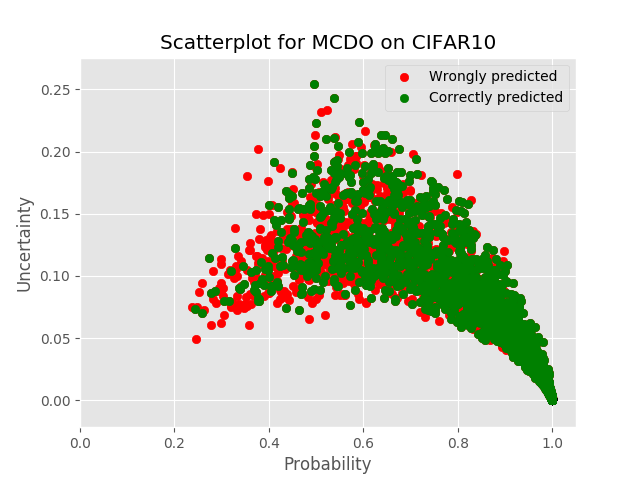 Scatterplot for MCDO on CIFAR10
Wrongly predicted
Correctly predicted
0.25
0.20
0.15
0.10
0.05
0.00
Uncertainty
0.0 0.2 0.4 0.6 0.8 1.0
Probability